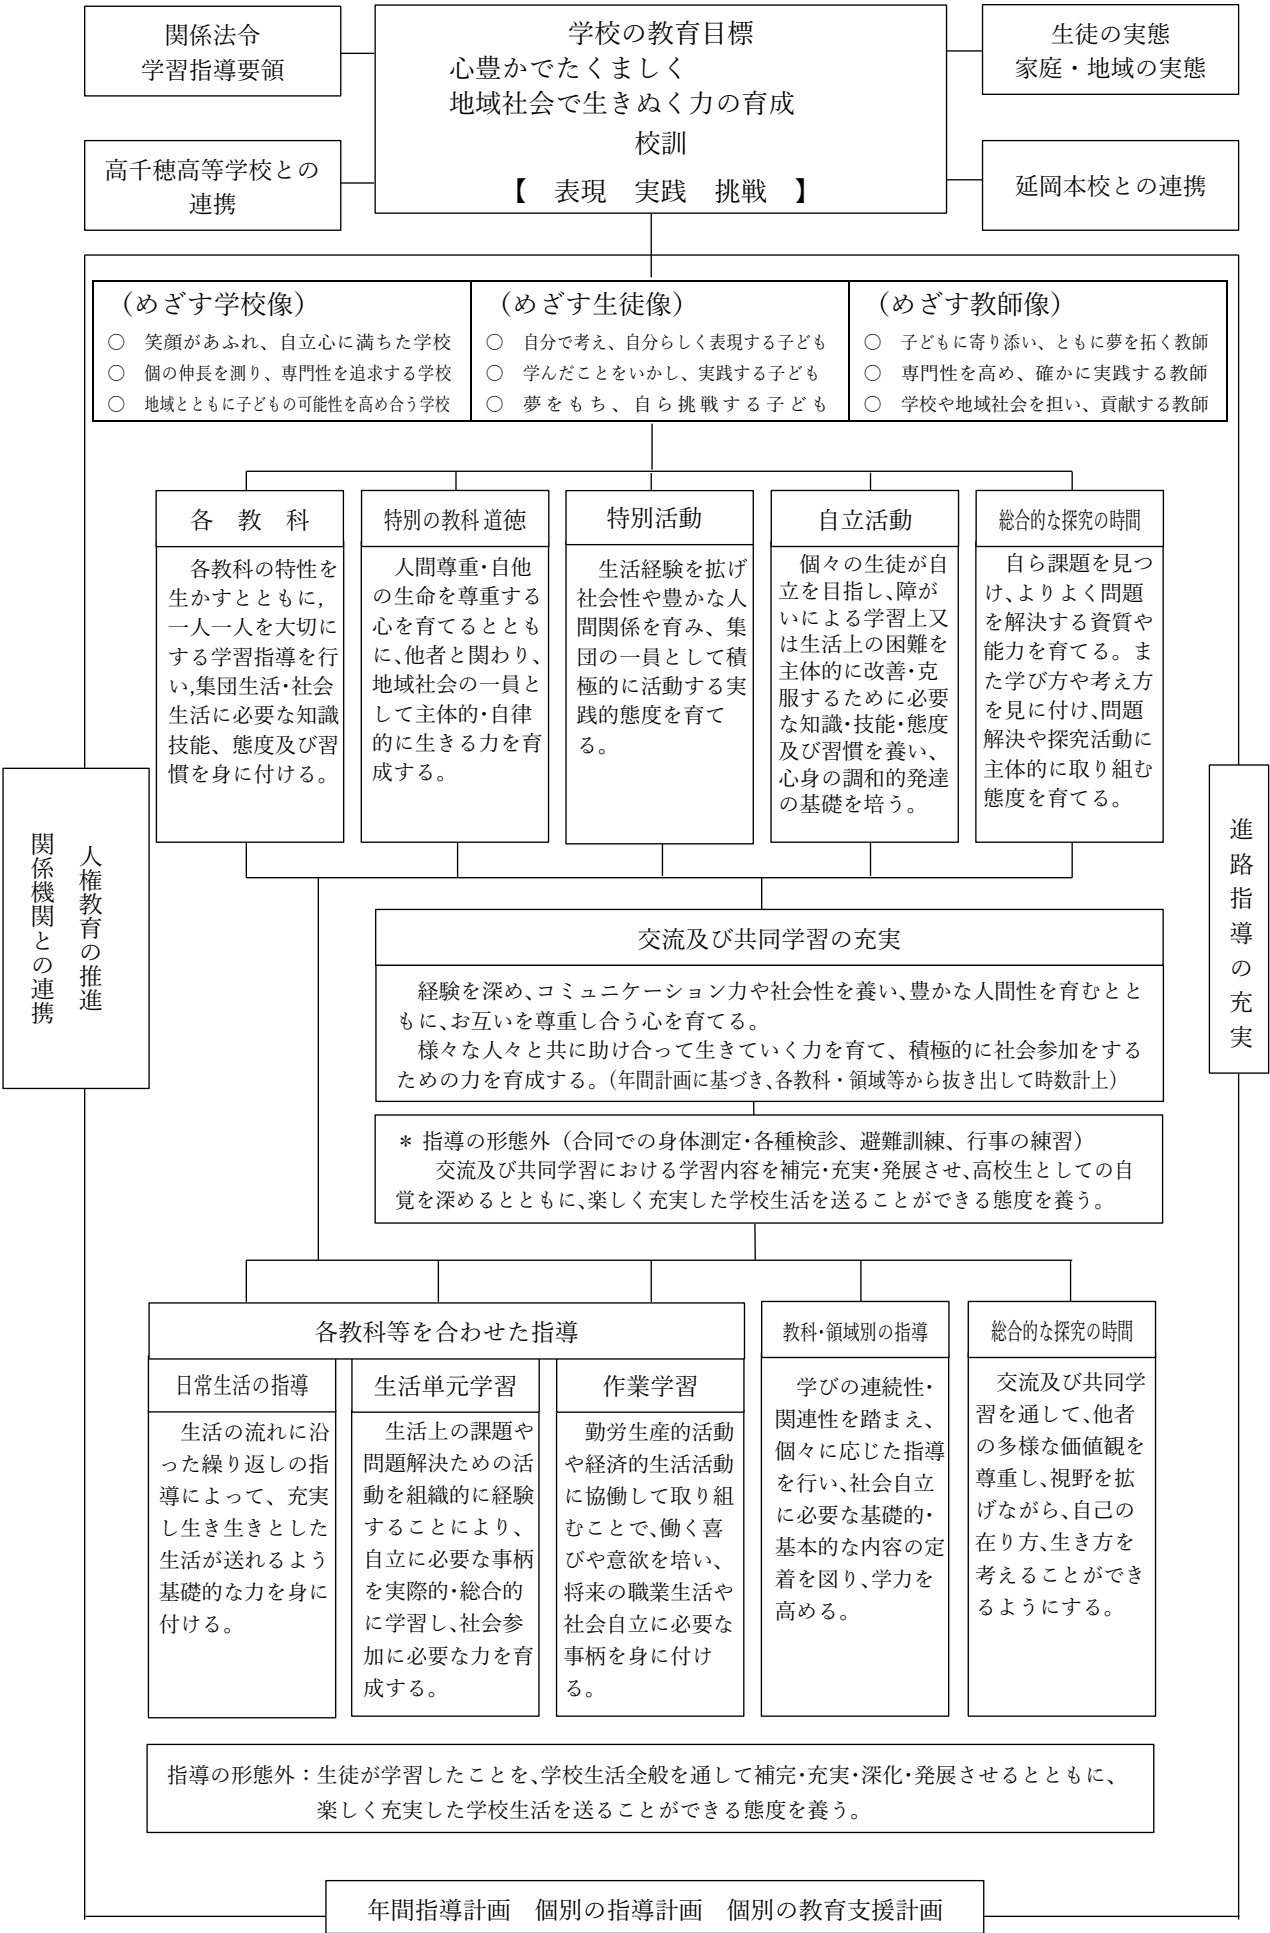 関係法令
学習指導要領
学校の教育目標
心豊かでたくましく
地域社会で生きぬく力の育成
校訓
【　表現　実践　挑戦　】
生徒の実態
家庭・地域の実態
高千穂高等学校との
連携
延岡本校との連携
（めざす学校像）
○　笑顔があふれ、自立心に満ちた学校
○　個の伸長を測り、専門性を追求する学校
○　地域とともに子どもの可能性を高め合う学校
（めざす生徒像）
○　自分で考え、自分らしく表現する子ども
○　学んだことをいかし、実践する子ども
○　夢をもち、自ら挑戦する子ども
（めざす教師像）
○　子どもに寄り添い、ともに夢を拓く教師
○　専門性を高め、確かに実践する教師
○　学校や地域社会を担い、貢献する教師
各　教　科
各教科の特性を
生かすとともに,
一人一人を大切に
する学習指導を行
い,集団生活・社会
生活に必要な知識
技能、態度及び習
慣を身に付ける。
特別の教科 道徳
人間尊重・自他
の生命を尊重する
心を育てるととも
に、他者と関わり、
地域社会の一員と
して主体的・自律
的に生きる力を育
成する。
特別活動
生活経験を拡げ
社会性や豊かな人
間関係を育み、集
団の一員として積
極的に活動する実
践的態度を育て
る。
自立活動
個々の生徒が自
立を目指し、障が
いによる学習上又
は生活上の困難を
主体的に改善・克
服するために必要
な知識・技能・態度
及び習慣を養い、
心身の調和的発達
の基礎を培う。
総合的な探究の時間
自ら課題を見つ
け、よりよく問題
を解決する資質や
能力を育てる。ま
た学び方や考え方
を見に付け、問題
解決や探究活動に
主体的に取り組む
態度を育てる。
人権教育の推進
関係機関との連携
進路指導の充実
交流及び共同学習の充実
経験を深め、コミュニケーション力や社会性を養い、豊かな人間性を育むとと
もに、お互いを尊重し合う心を育てる。
様々な人々と共に助け合って生きていく力を育て、積極的に社会参加をする
ための力を育成する。（年間計画に基づき、各教科・領域等から抜き出して時数計上）
＊ 指導の形態外（合同での身体測定・各種検診、避難訓練、行事の練習）
交流及び共同学習における学習内容を補完・充実・発展させ、高校生としての自
覚を深めるとともに、楽しく充実した学校生活を送ることができる態度を養う。
各教科等を合わせた指導
日常生活の指導
生活の流れに沿
った繰り返しの指
導によって、充実
し生き生きとした
生活が送れるよう
基礎的な力を身に
付ける。
生活単元学習
生活上の課題や
問題解決ための活
動を組織的に経験
することにより、
自立に必要な事柄
を実際的・総合的
に学習し、社会参
加に必要な力を育
成する。
作業学習
勤労生産的活動
や経済的生活活動
に協働して取り組
むことで、働く喜
びや意欲を培い、
将来の職業生活や
社会自立に必要な
事柄を身に付け
る。
教科・領域別の指導
学びの連続性・
関連性を踏まえ、
個々に応じた指導
を行い、社会自立
に必要な基礎的・
基本的な内容の定
着を図り、学力を
高める。
総合的な探究の時間
交流及び共同学
習を通して、他者
の多様な価値観を
尊重し、視野を拡
げながら、自己の
在り方、生き方を
考えることができ
るようにする。
指導の形態外：生徒が学習したことを、学校生活全般を通して補完・充実・深化・発展させるとともに、
楽しく充実した学校生活を送ることができる態度を養う。
年間指導計画　個別の指導計画　個別の教育支援計画